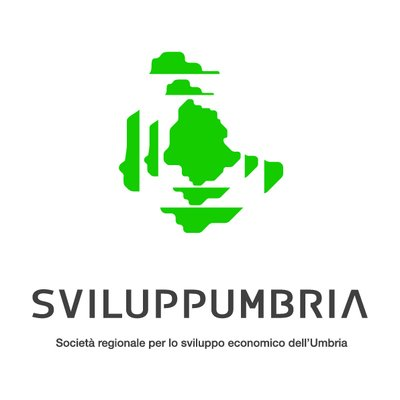 SVILUPPUMBRIA
Società regionale per lo sviluppo economico dell'Umbria